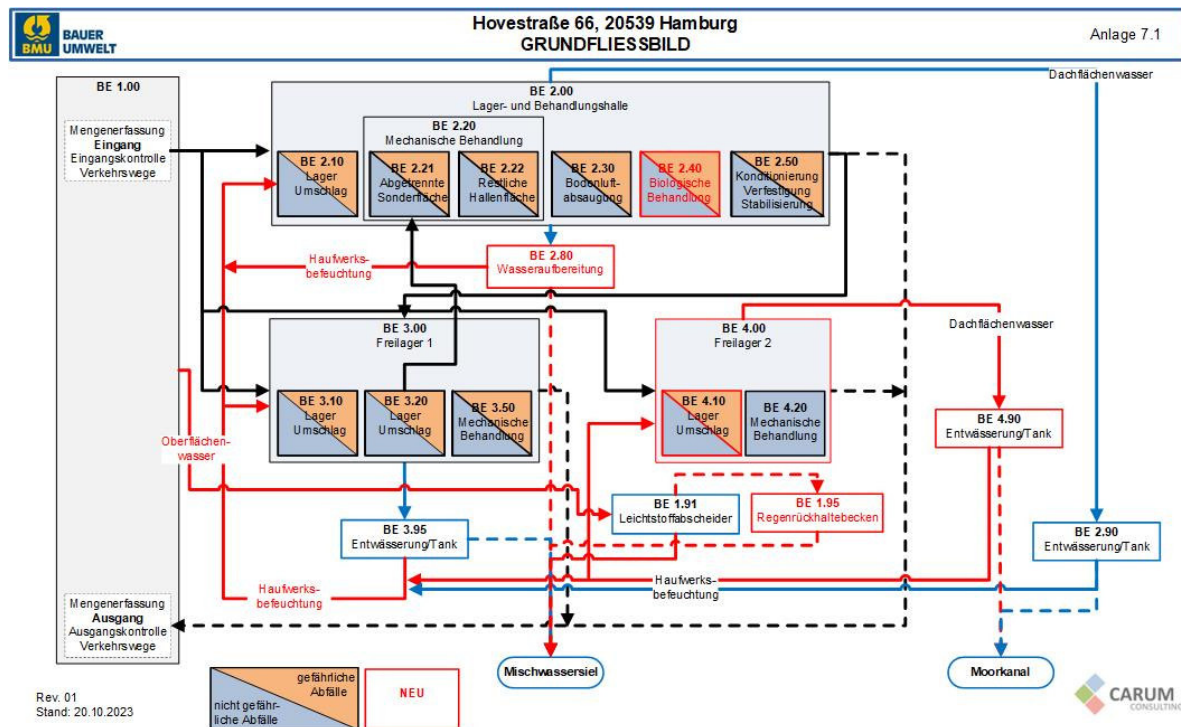 BMU
BAUER
UMWELT
Hovestraße 66, 20539 Hamburg
GRUNDFLIESSBILD
Anlage 7.1
BE 1.00
Mengenerfassung
Eingang
Eingangskontrolle
Verkehrswege
BE 2.00
Lager- und Behandlungshalle
Dachflächenwasser
BE 2.20
Mechanische Behandlung
BE 2.10
Lager
Umschlag
BE 2.21
Abgetrennte
Sonderfläche
BE 2.22
Restliche
Hallenfläche
BE 2.30
Bodenluft-
absaugung
BE 2.40
Biologische
Behandlung
BE 2.50
Konditionierung
Verfestigung
Stabilisierung
Haufwerks-
befeuchtung
BE 2.80
Wasseraufbereitung
BE 3.00
Freilager 1
BE 4.00
Freilager 2
Dachflächenwasser
BE 3.10
Lager
Umschlag
BE 3.20
Lager
Umschlag
BE 3.50
Mechanische
Behandlung
BE 4.10
Lager
Umschlag
BE 4.20
Mechanische
Behandlung
BE 4.90
Entwässerung/Tank
Oberflächen-
wasser
BE 1.91
Leichtstoffabscheider
BE 1.95
Regenrückhaltebecken
BE 3.95
Entwässerung/Tank
BE 2.90
Entwässerung/Tank
Haufwerks-
befeuchtung
Haufwerks-
befeuchtung
Mengenerfassung
Ausgang
Ausgangskontrolle
Verkehrswege
Mischwassersiel
Moorkanal
gefährliche
Abfälle
nicht gefähr-
liche Abfälle
NEU
Rev. 01
Stand: 20.10.2023
CARUM
CONSULTING